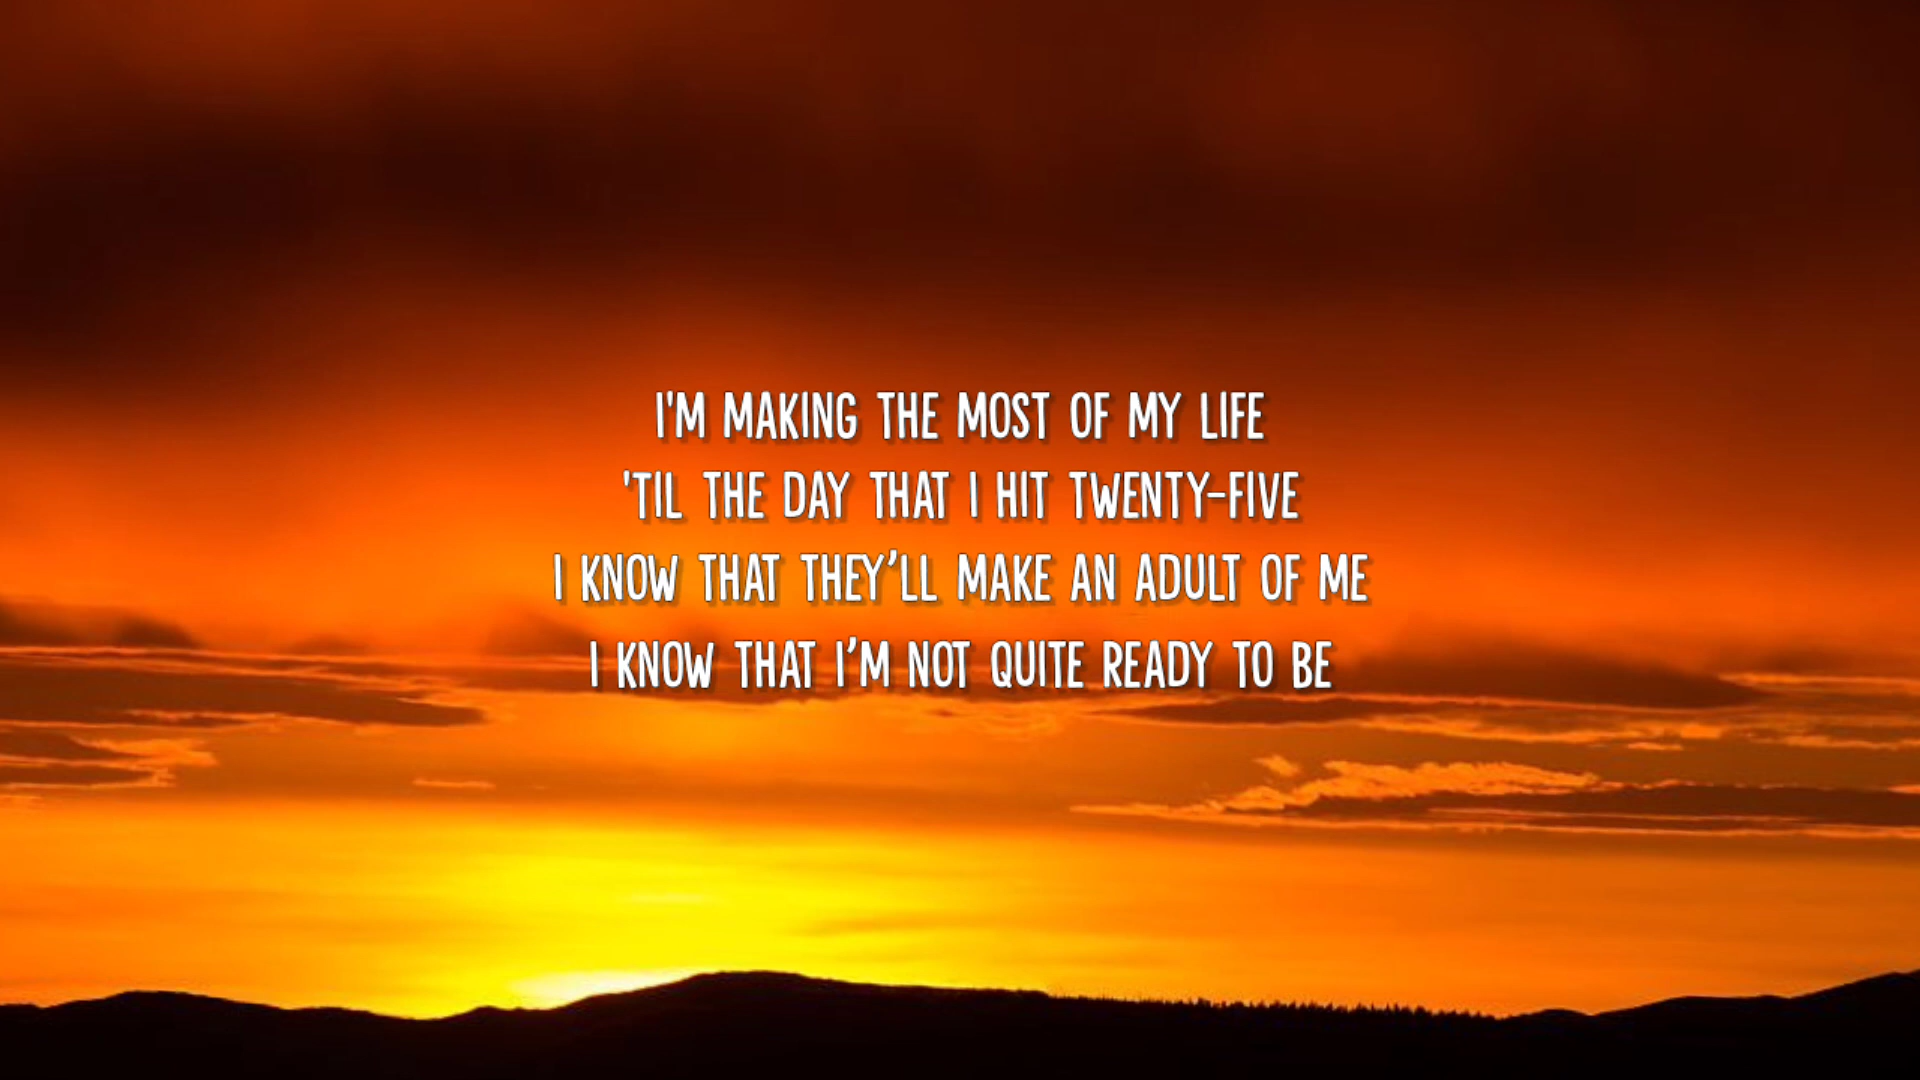 I'M MAKING THE MOST OF MY LIFE
'TIL THE DAY THAT I HIT TWENTY-FIVE
I KNOW THAT THEY’LL MAKE AN ADULT OF ME
I KNOW THAT I’M NOT QUITE READY TO BE